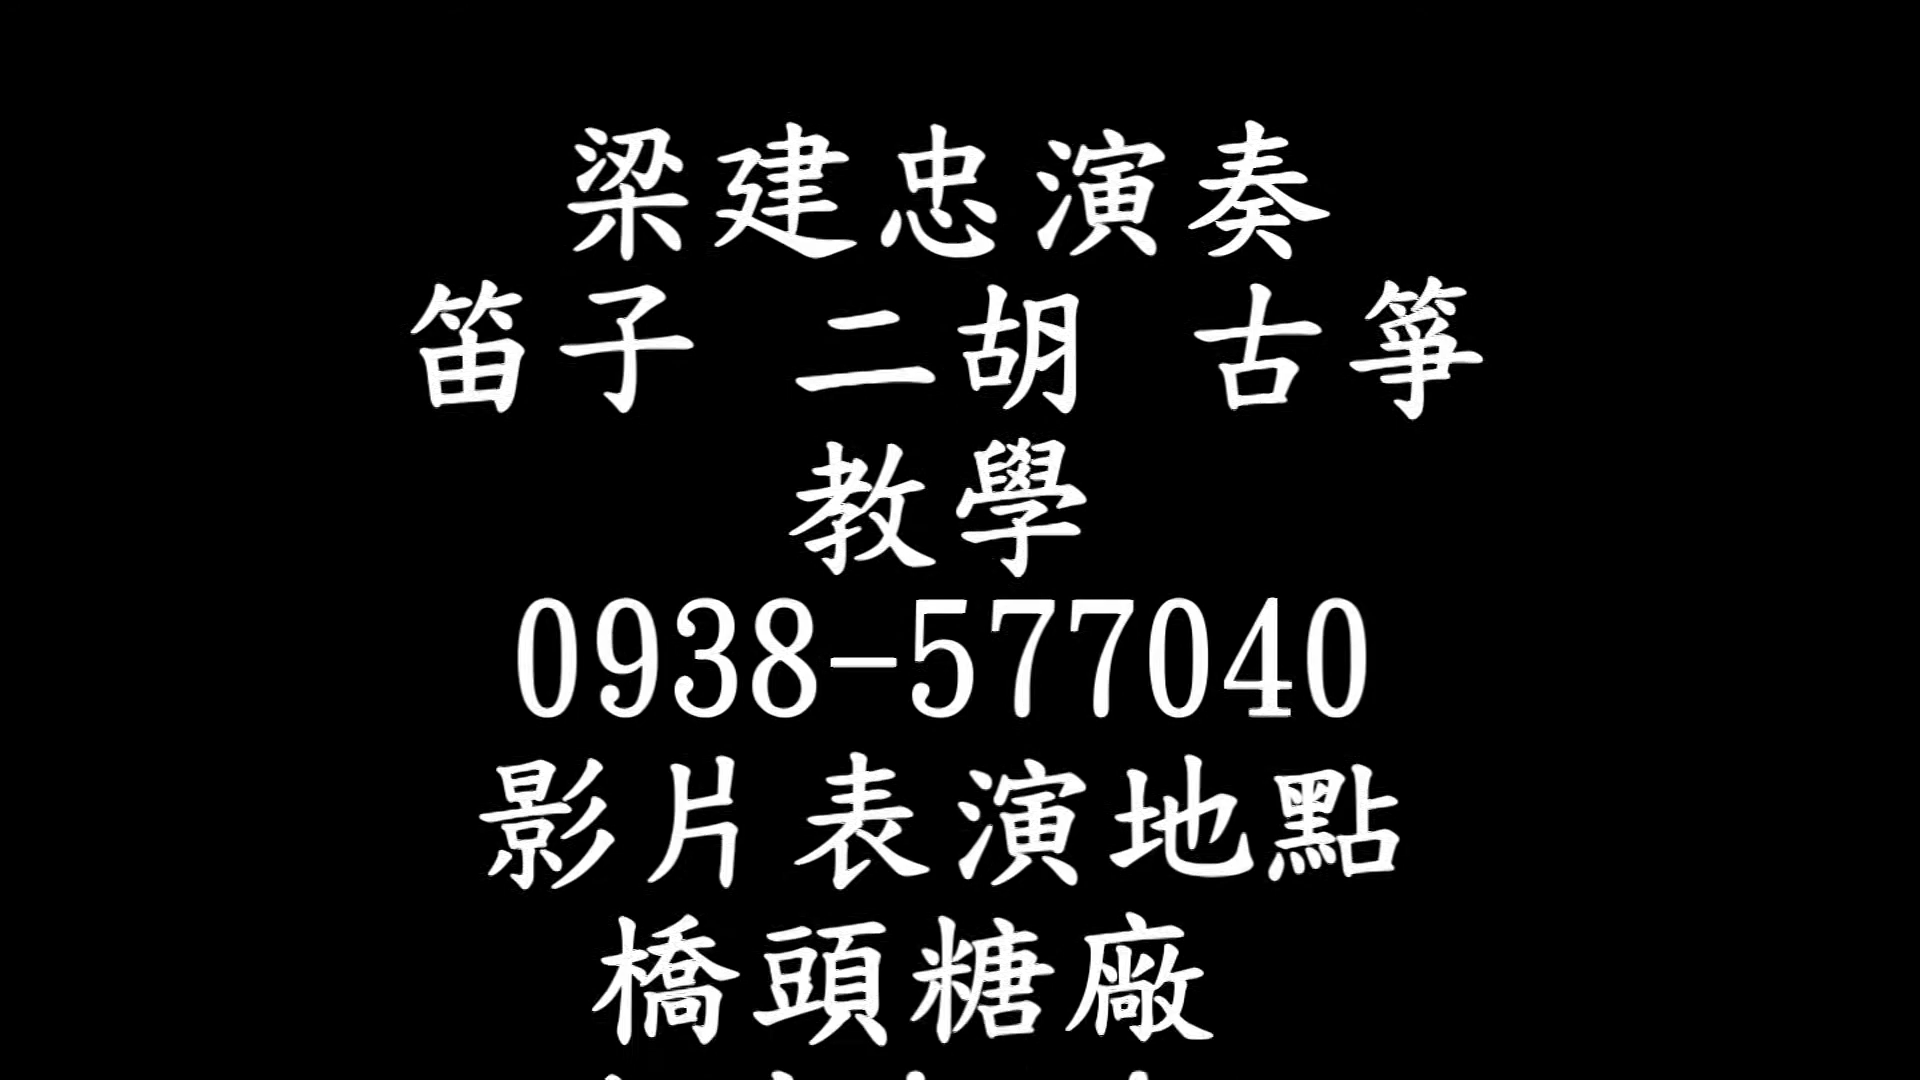 梁建忠演奏
笛子 二胡 古箏
教學
0938-577040
影片表演地點
橋頭糖廠